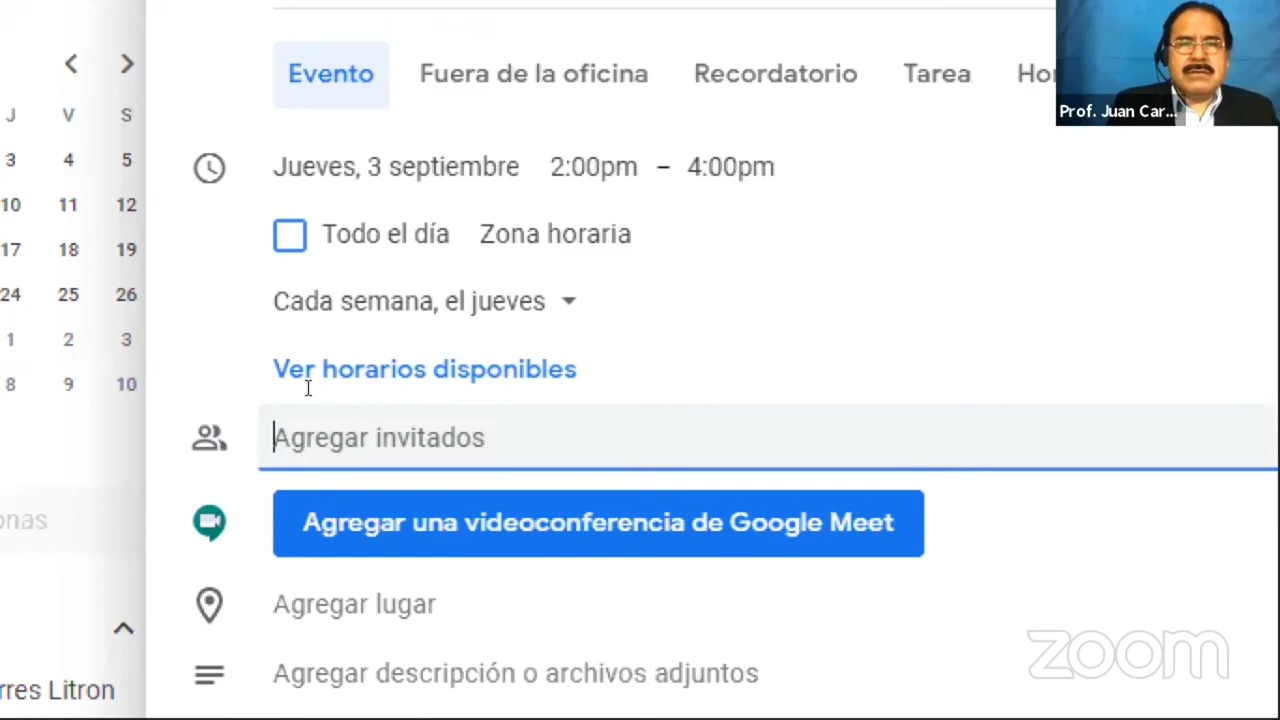 Evento Fuera de la oficina Recordatorio Tarea
Prof. Juan Car...
J V S
3 4 5
Jueves, 3 septiembre 2:00pm – 4:00pm
10 11 12
Todo el día Zona horaria
17 18 19
24 25 26
Cada semana, el jueves
1 2 3
Ver horarios disponibles
8 9 10
Agregar invitados
onas
Agregar una videoconferencia de Google Meet
Agregar lugar
zoom
Agregar descripción o archivos adjuntos
rres Litron